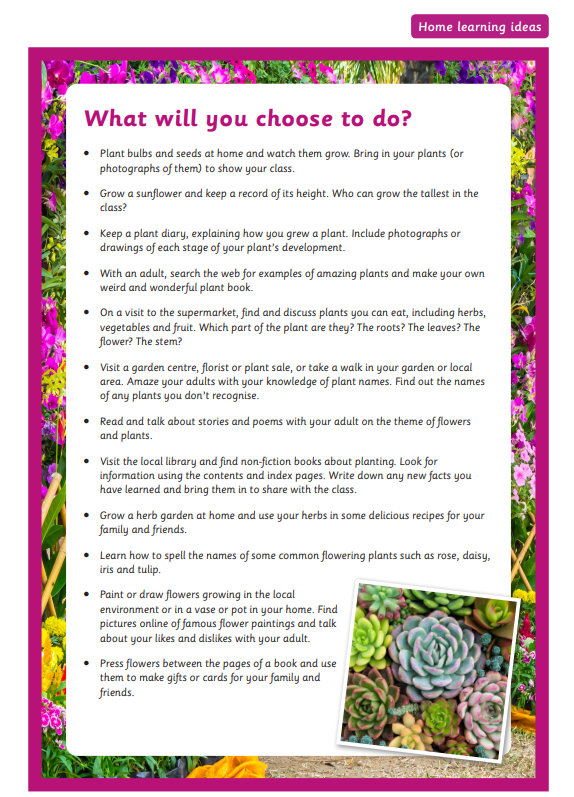 Home learning ideas
What will you choose to do?
• Plant bulbs and seeds at home and watch them grow. Bring in your plants (or
photographs of them) to show your class.
• Grow a sunflower and keep a record of its height. Who can grow the tallest in the
class?
• Keep a plant diary, explaining how you grew a plant. Include photographs or
drawings of each stage of your plant's development.
• With an adult, search the web for examples of amazing plants and make your own
weird and wonderful plant book.
• On a visit to the supermarket, find and discuss plants you can eat, including herbs,
vegetables and fruit. Which part of the plant are they? The roots? The leaves? The
flower? The stem?
• Visit a garden centre, florist or plant sale, or take a walk in your garden or local
area. Amaze your adults with your knowledge of plant names. Find out the names
of any plants you don't recognise.
• Read and talk about stories and poems with your adult on the theme of flowers
and plants.
• Visit the local library and find non-fiction books about planting. Look for
information using the contents and index pages. Write down any new facts you
have learned and bring them in to share with the class.
• Grow a herb garden at home and use your herbs in some delicious recipes for your
family and friends.
• Learn how to spell the names of some common flowering plants such as rose, daisy,
iris and tulip.
• Paint or draw flowers growing in the local
environment or in a vase or pot in your home. Find
pictures online of famous flower paintings and talk
about your likes and dislikes with your adult.
• Press flowers between the pages of a book and use
them to make gifts or cards for your family and
friends.